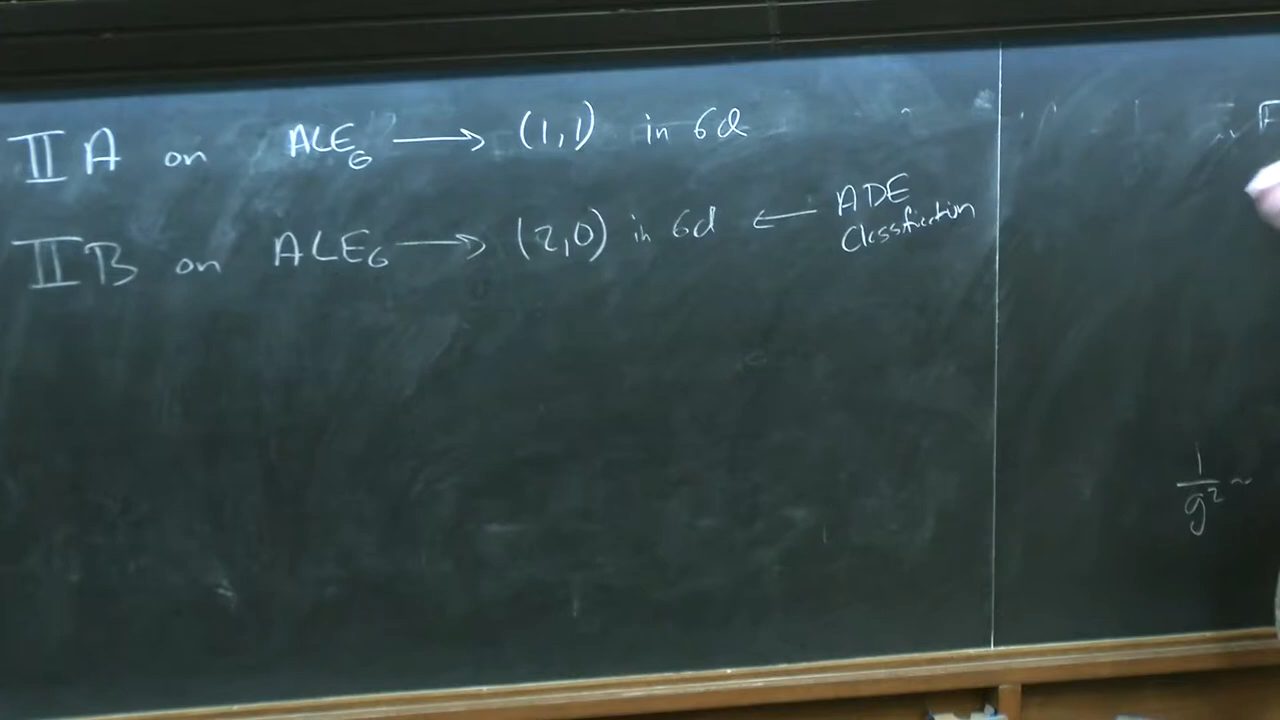 IIA on ALE_G ⟶ (1,1) in 6d
IIB on ALE_G ⟶ (2,0) in 6d ⟵ ADE
Classification
1/g² ~